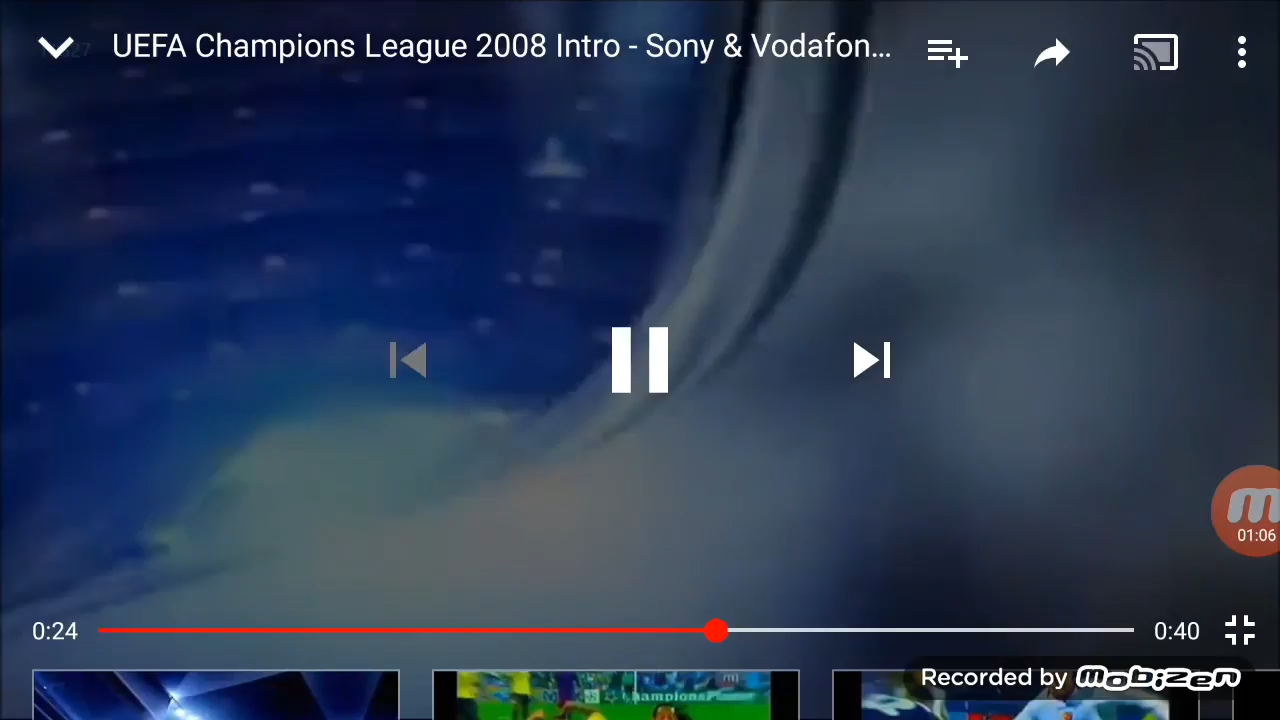 UEFA Champions League 2008 Intro - Sony & Vodafon...
01:06
0:24
0:40
Recorded by mobizen